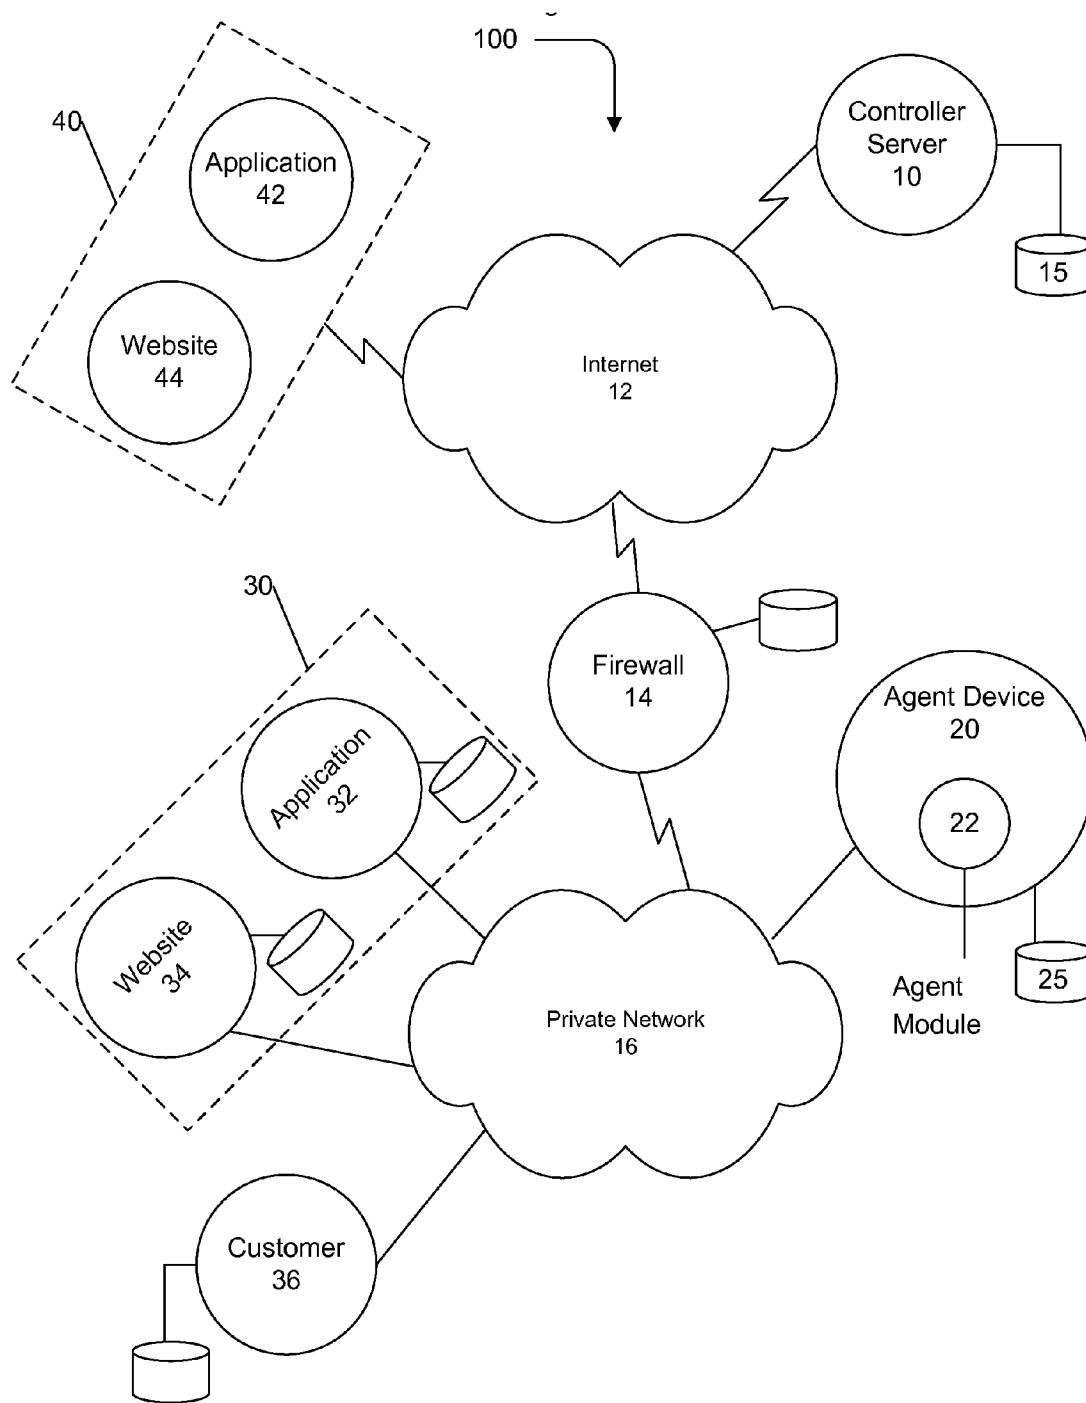 100
Controller
Server
10
15
40
Application
42
Website
44
Internet
12
30
Firewall
14
Agent Device
20
22
Application
32
Website
34
25
Agent
Module
Private Network
16
Customer
36